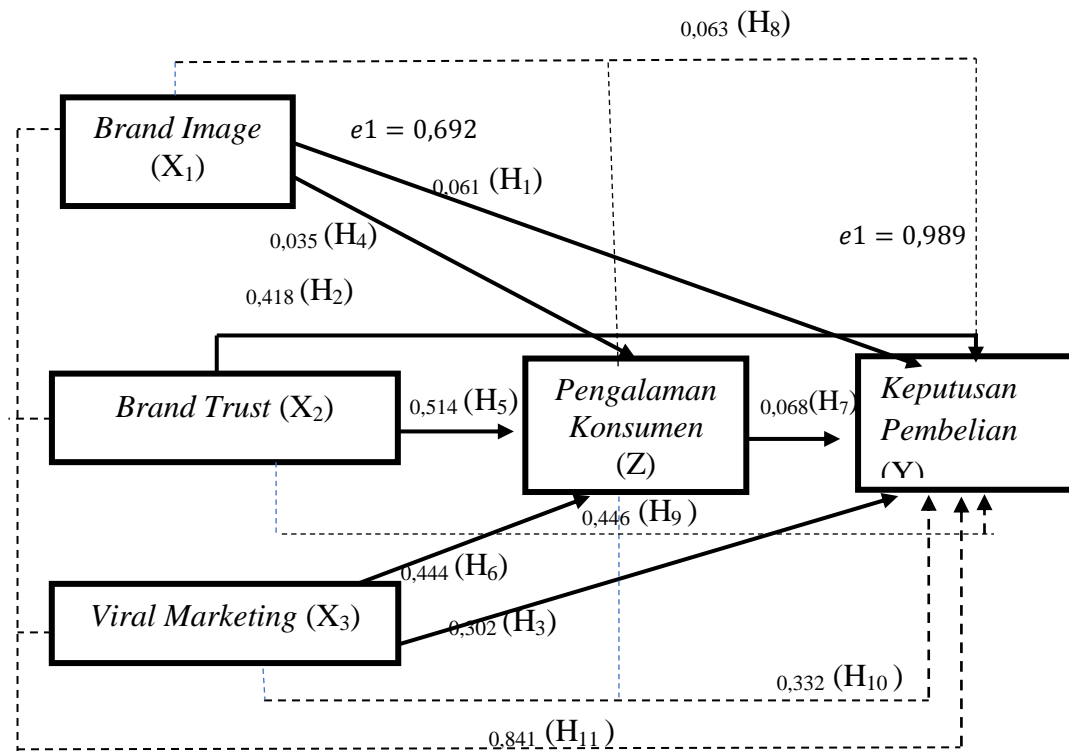 0,063 (H8)
Brand Image
(X1)
e1 = 0,692
0,061 (H1)
0,035 (H4)
e1 = 0,989
0,418 (H2)
Brand Trust (X2)
0,514 (H5)
Pengalaman
Konsumen
(Z)
0,068(H7)
Keputusan
Pembelian
(Y)
0,446 (H9 )
0,444 (H6)
Viral Marketing (X3)
0,302 (H3)
0,332 (H10)
0,841 (H11)